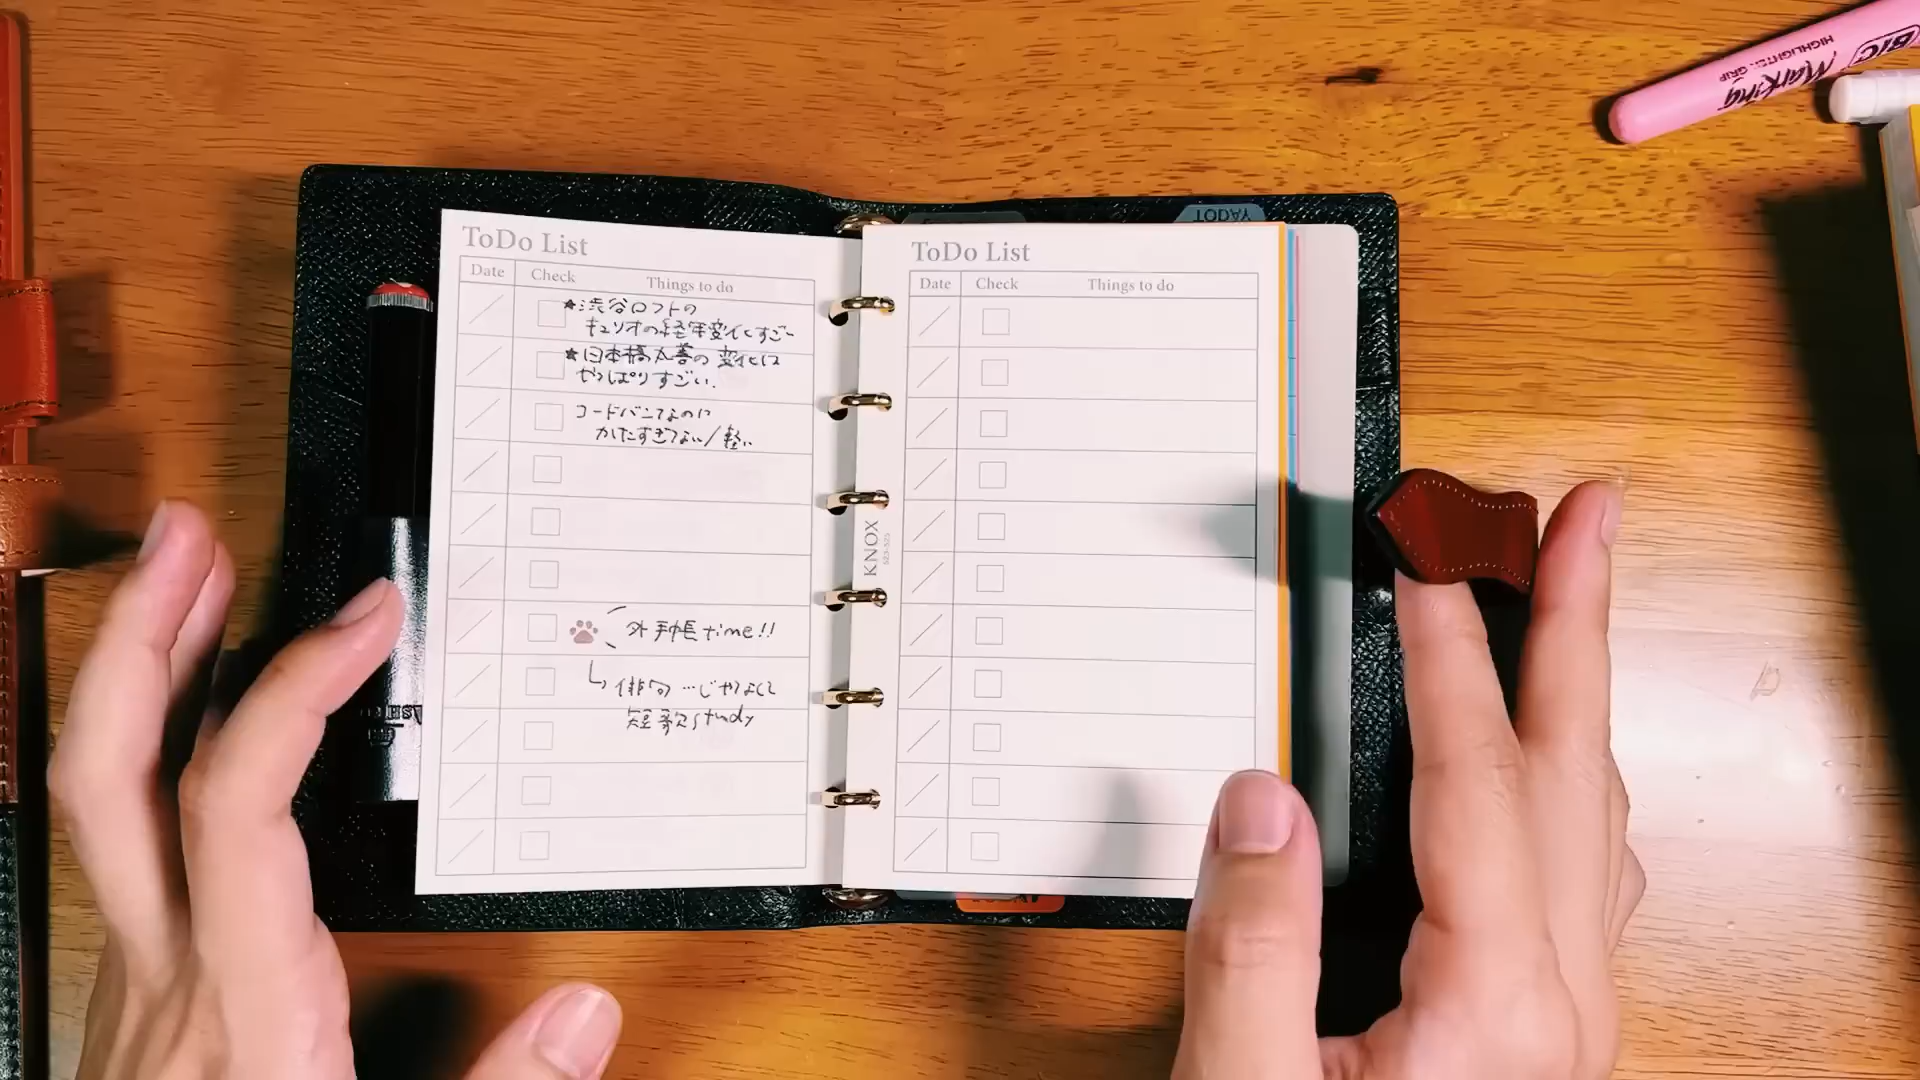 ToDo List
Date Check Things to do
★渋谷ロフトの
キュリオの経年変化すごー
★日本橋丸善の変化は
やっぱりすごい.
コードバンなのに
かたすぎない/軽い
外手帳time!!
俳句…じゃなくて
短歌study
KNOX
ToDo List
Date Check Things to do
TODAY
BIC
Marking
HIGHLIGHTER GRIP